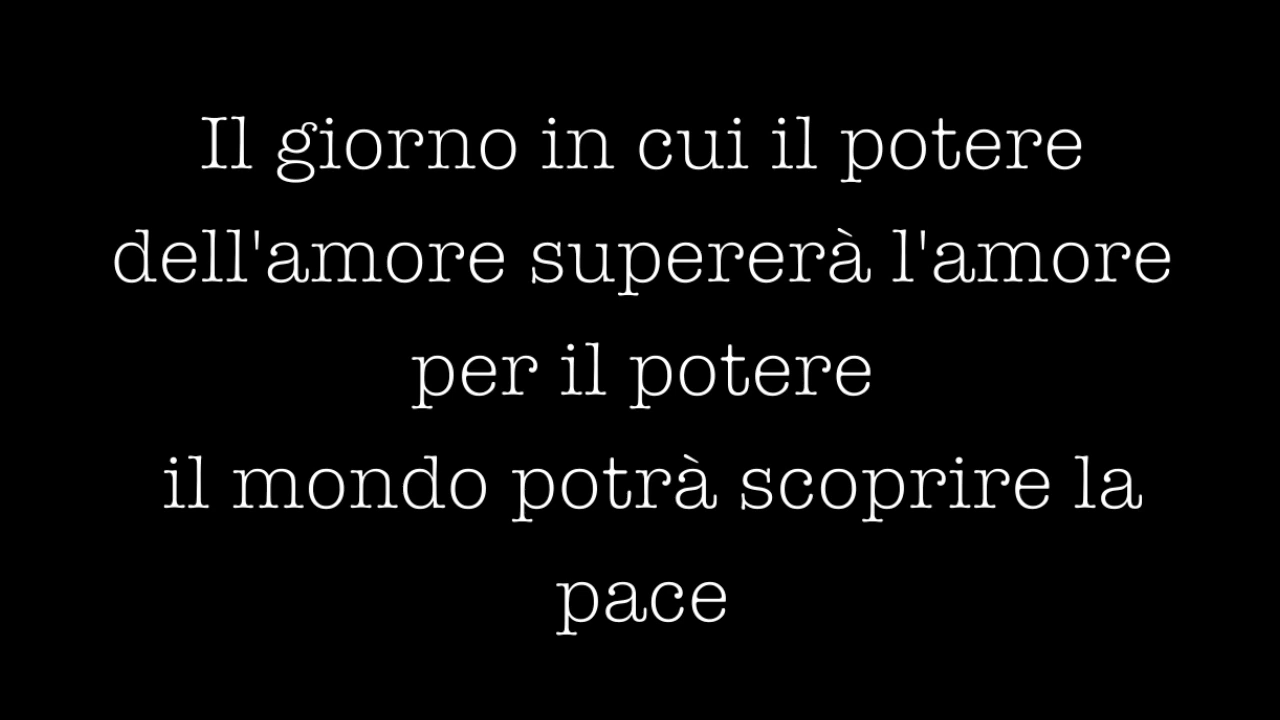 Il giorno in cui il potere
dell'amore supererà l'amore
per il potere
il mondo potrà scoprire la
pace